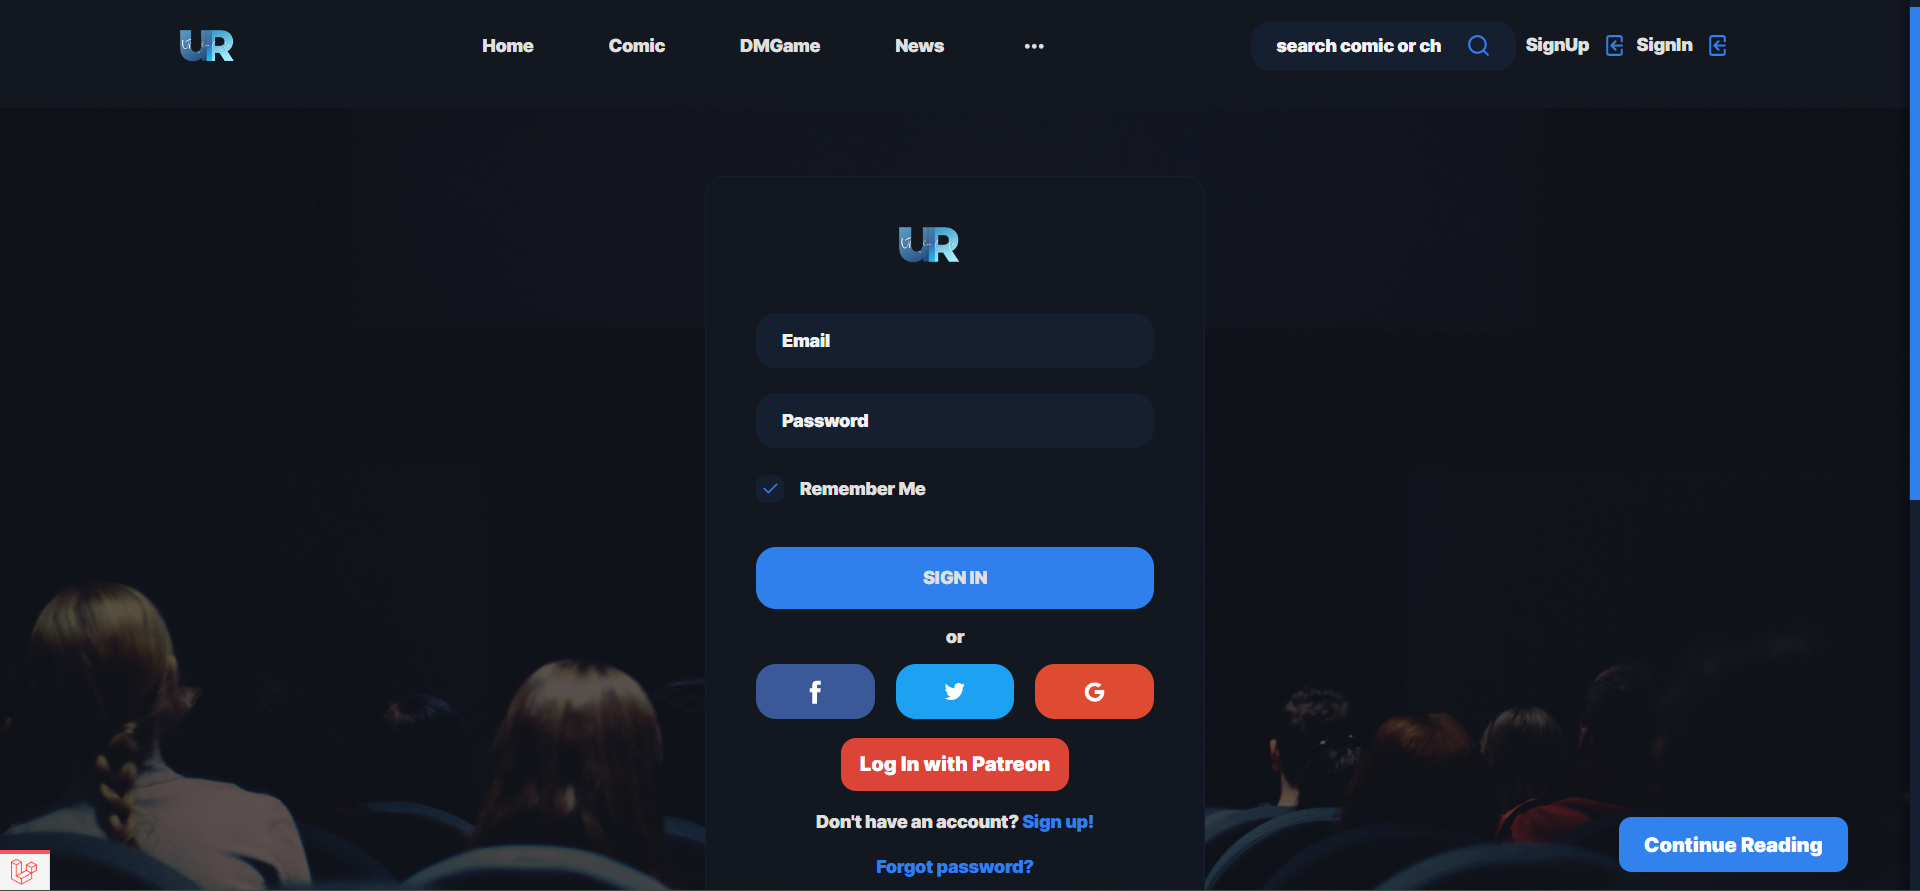 UR
Home
Comic
DMGame
News
search comic or ch
SignUp
SignIn
UR
Email
Password
Remember Me
SIGN IN
or
Log In with Patreon
Don't have an account? Sign up!
Forgot password?
Continue Reading